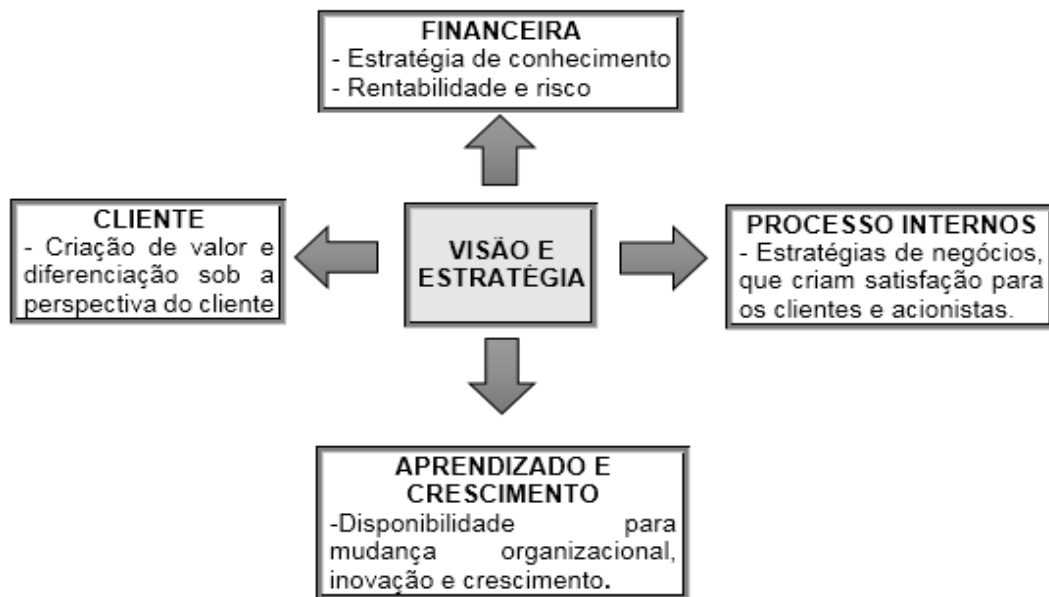 FINANCEIRA
- Estratégia de conhecimento
- Rentabilidade e risco
CLIENTE
- Criação de valor e
diferenciação sob a
perspectiva do cliente
VISÃO E
ESTRATÉGIA
PROCESSO INTERNOS
- Estratégias de negócios,
que criam satisfação para
os clientes e acionistas.
APRENDIZADO E
CRESCIMENTO
-Disponibilidade para
mudança organizacional,
inovação e crescimento.